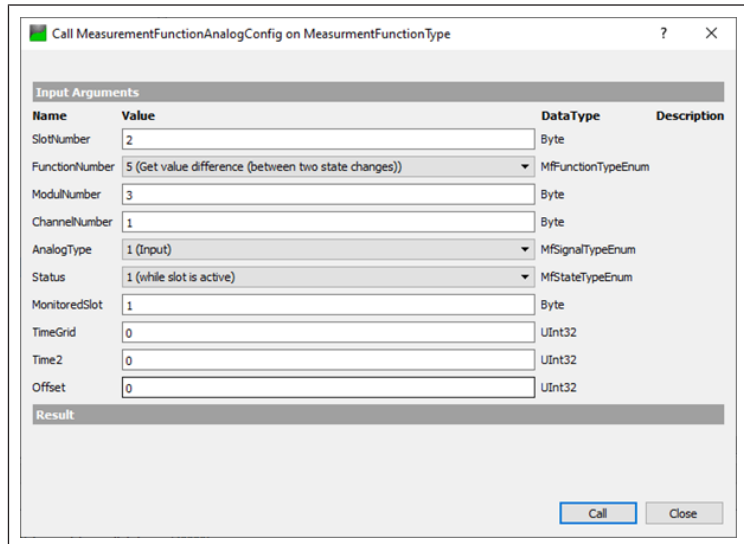 Call MeasurementFunctionAnalogConfig on MeasurmentFunctionType ? ×
Input Arguments
Name Value DataType Description
SlotNumber 2 Byte
FunctionNumber 5 (Get value difference (between two state changes)) MfFunctionTypeEnum
ModulNumber 3 Byte
ChannelNumber 1 Byte
AnalogType 1 (Input) MfSignalTypeEnum
Status 1 (while slot is active) MfStateTypeEnum
MonitoredSlot 1 Byte
TimeGrid 0 UInt32
Time2 0 UInt32
Offset 0 UInt32
Result
Call Close